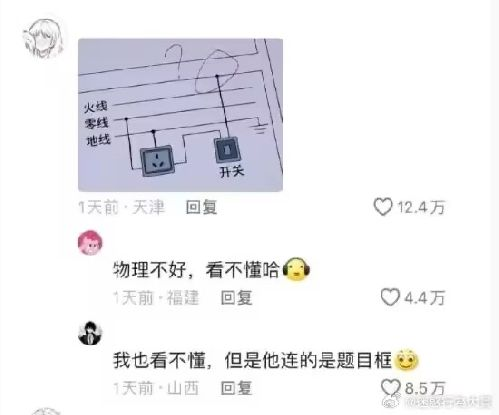 ?
火线
零线
地线
开关
1天前·天津 回复 12.4万
物理不好，看不懂哈
1天前·福建 回复 4.4万
我也看不懂，但是他连的是题目框
1天前·山西 回复 8.5万